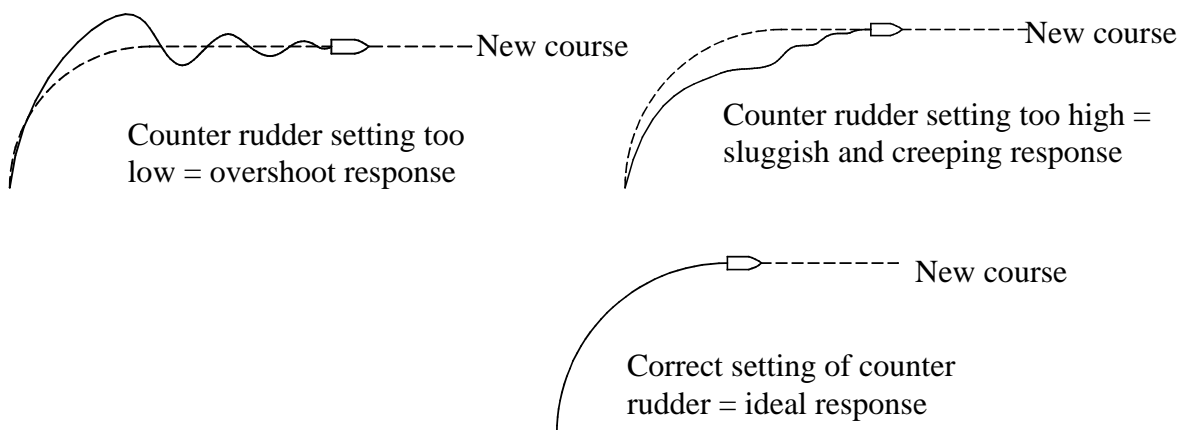 New course
Counter rudder setting too
low = overshoot response
New course
Counter rudder setting too high =
sluggish and creeping response
New course
Correct setting of counter
rudder = ideal response